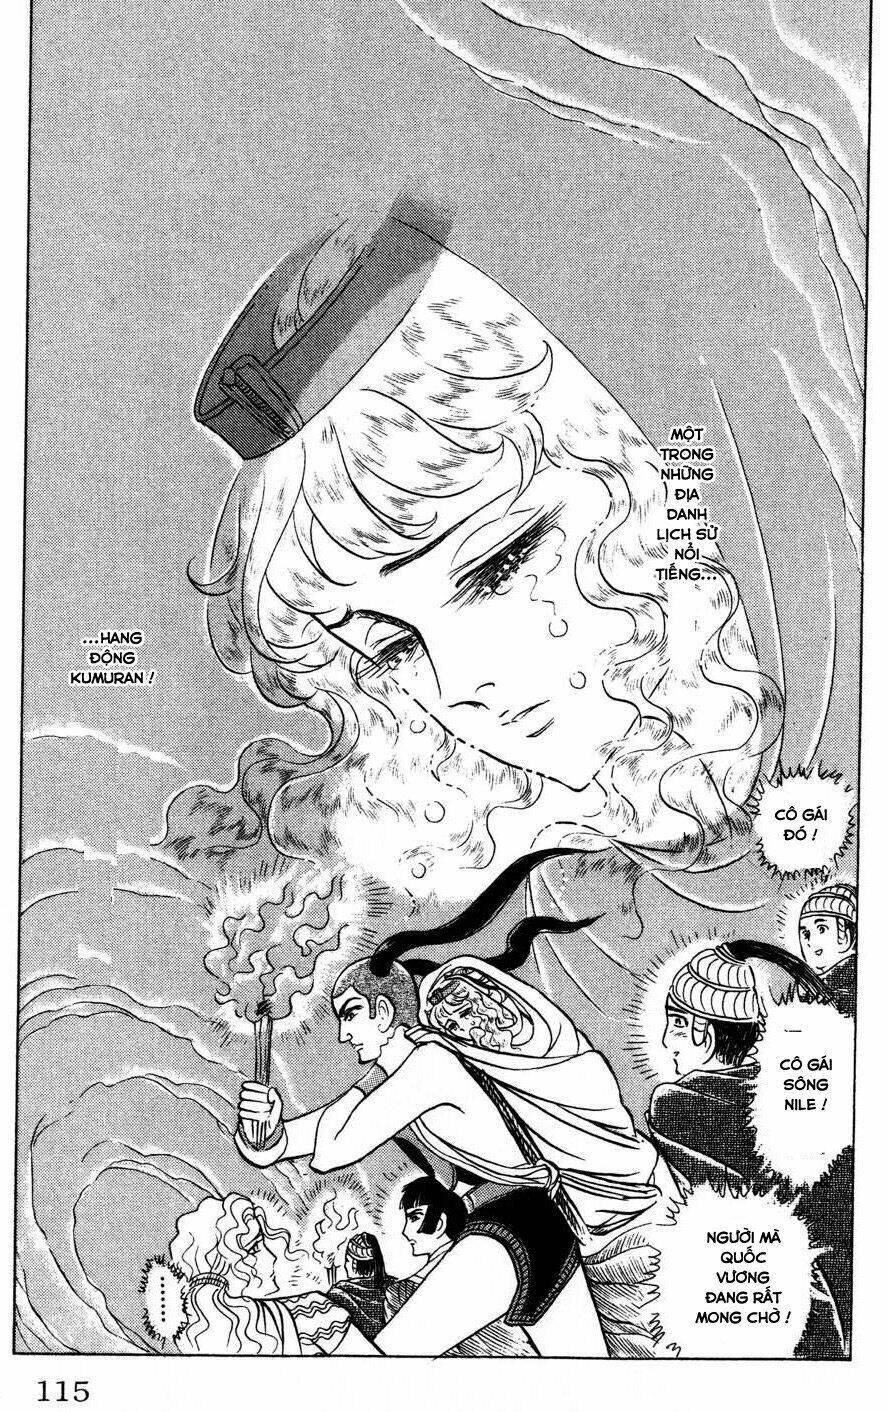 MỘT
TRONG
NHỮNG
ĐỊA
DANH
LỊCH SỬ
NỔI
TIẾNG...
...HANG
ĐỘNG
KUMURAN !
CÔ GÁI
ĐÓ !
CÔ GÁI
SÔNG
NILE !
NGƯỜI MÀ
QUỐC
VƯƠNG
ĐANG RẤT
MONG CHỜ !
.........
115